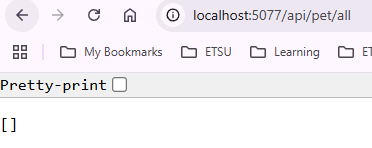 localhost:5077/api/pet/all
My Bookmarks ETSU Learning
Pretty-print
[]